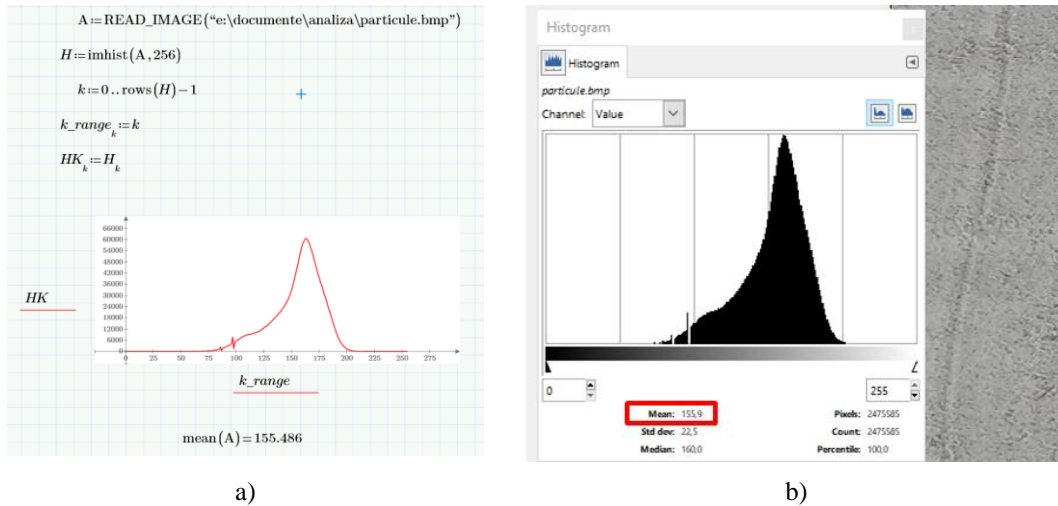 A≔READ_IMAGE(“e:\documente\analiza\particule.bmp”)
H≔imhist(A,256)
k≔0..rows(H)−1
k_range_k≔k
HK_k≔H_k
66000
60000
54000
48000
42000
36000
30000
24000
18000
12000
6000
0
0 25 50 75 100 125 150 175 200 225 250 275
HK
k_range
mean(A)=155.486
a)
Histogram
Histogram
particule.bmp
Channel: Value
0 255
Mean: 155,9 Pixels: 2475585
Std dev: 22,5 Count: 2475585
Median: 160,0 Percentile: 100,0
b)